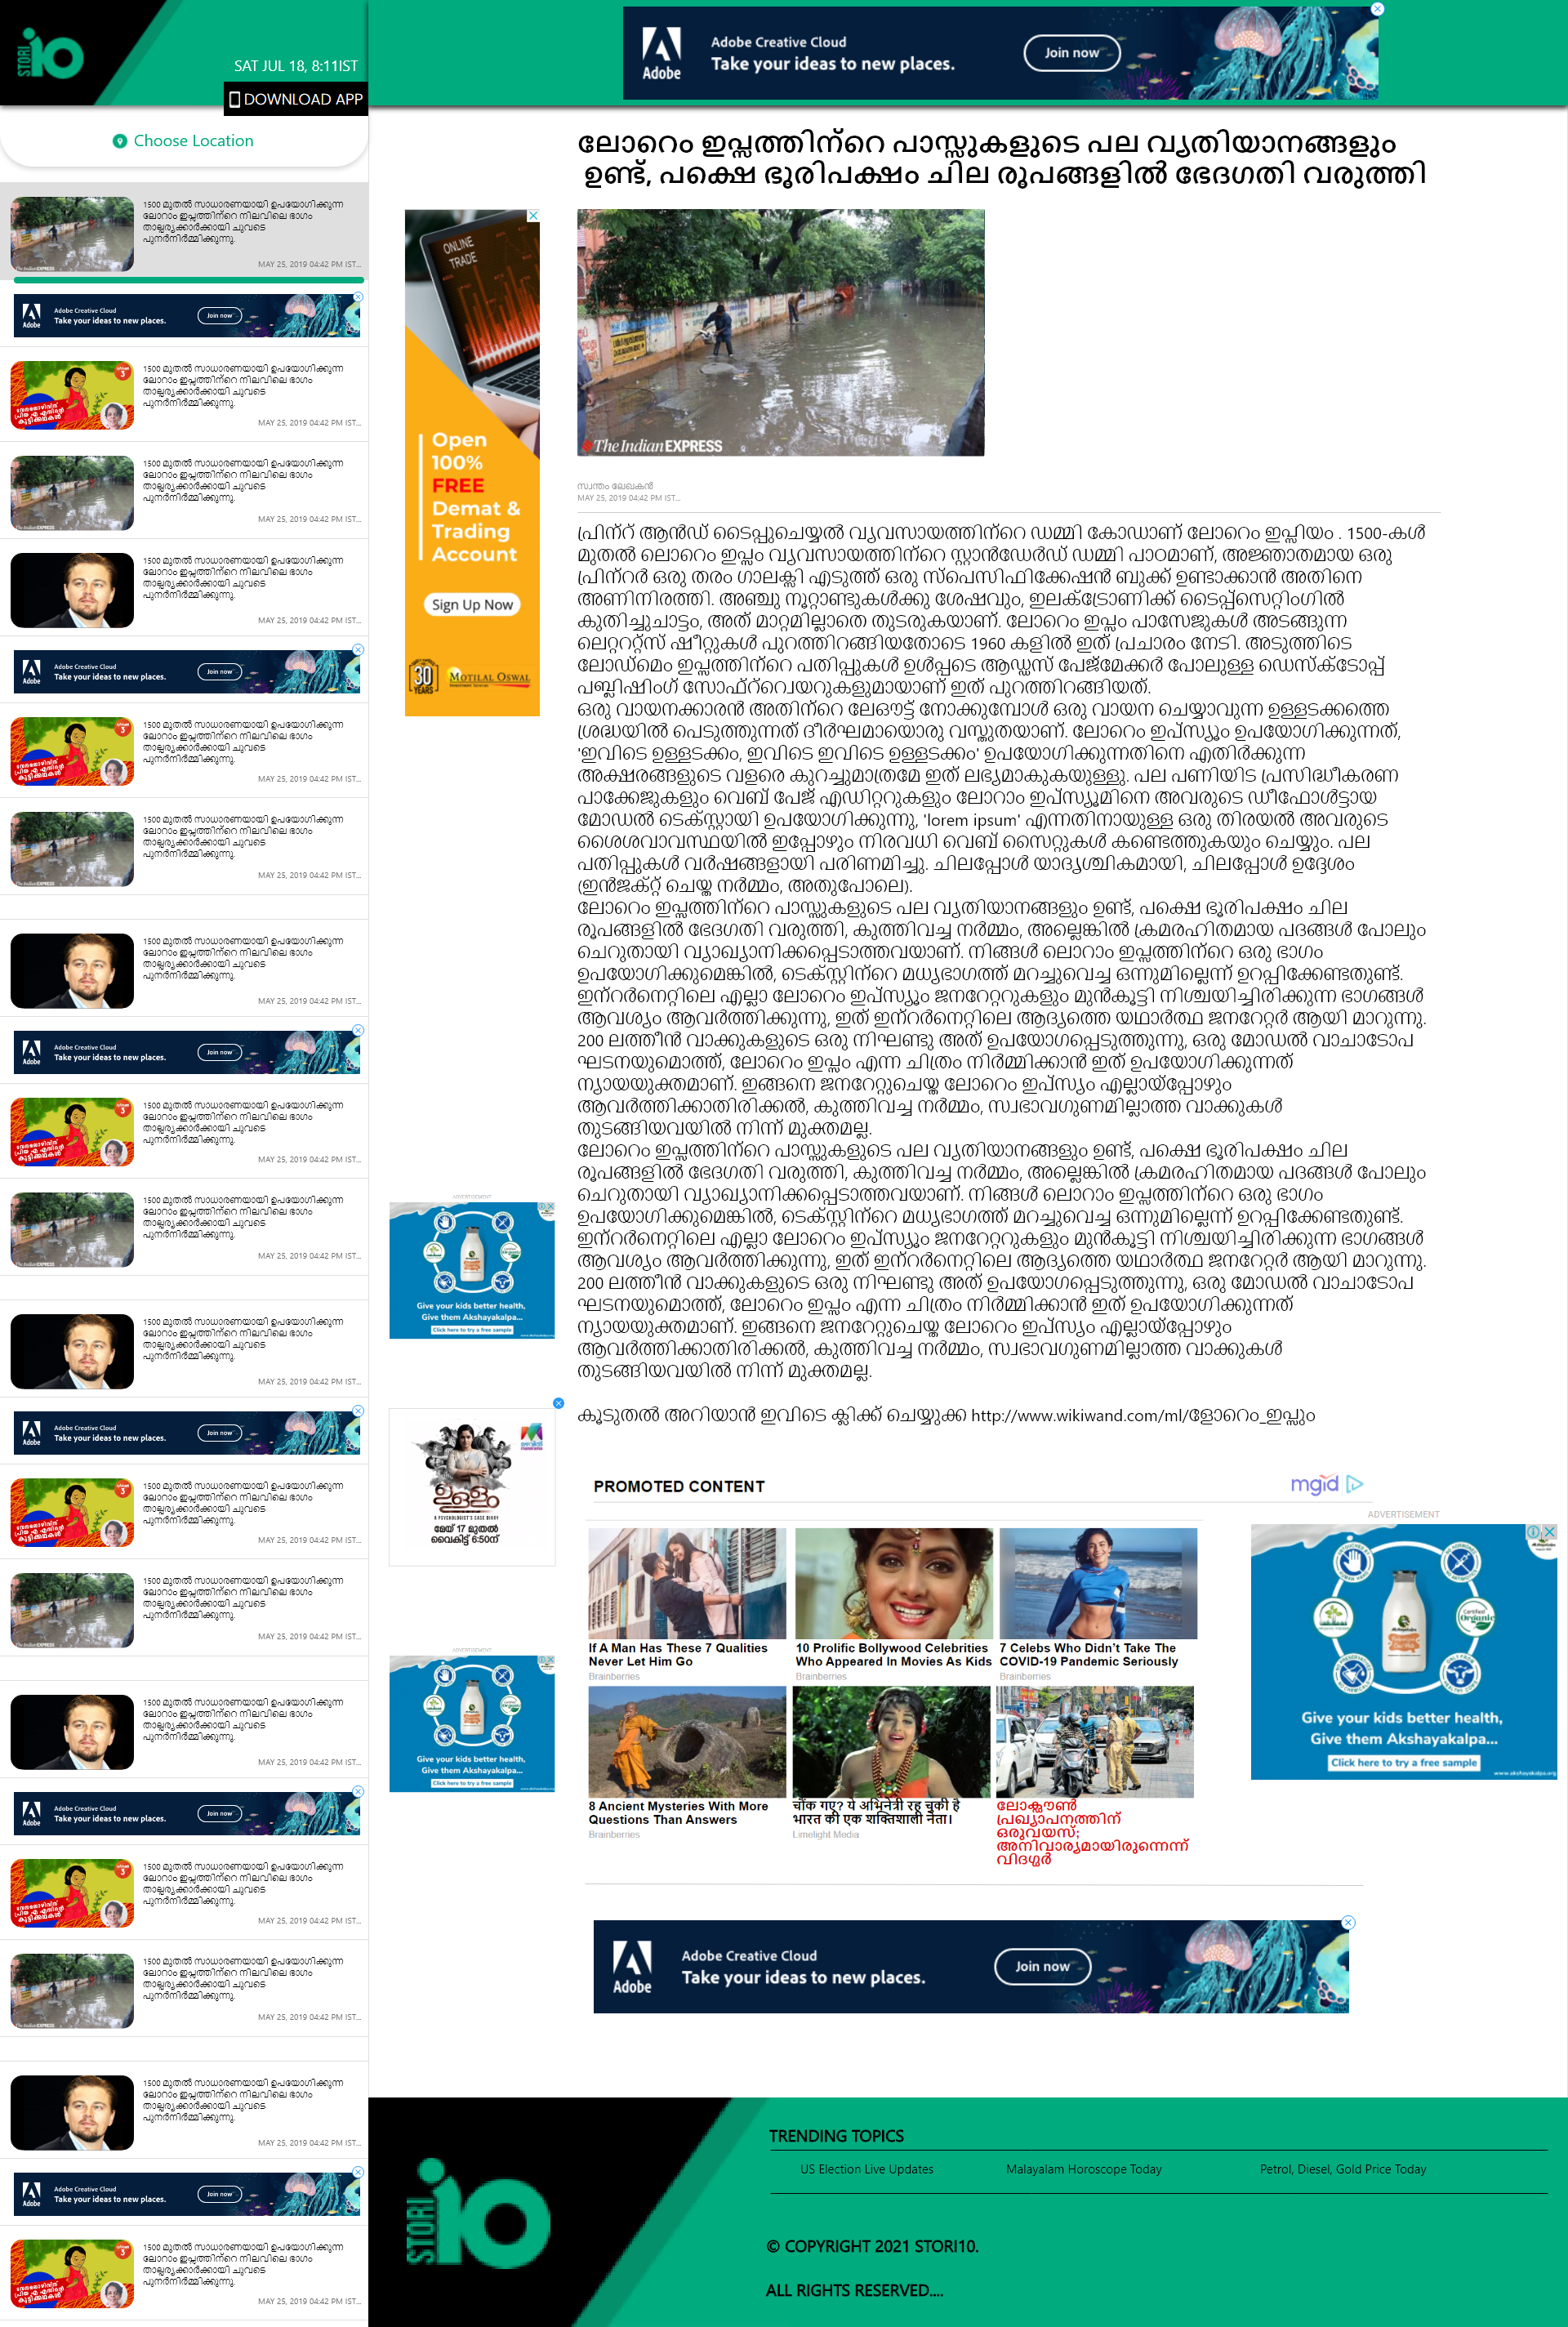 STORI
iO
SAT JUL 18, 8:11IST
DOWNLOAD APP
Choose Location
Adobe
Adobe Creative Cloud
Take your ideas to new places.
Join now
1500 മുതൽ സാധാരണയായി ഉപയോഗിക്കുന്ന
ലോറം ഇപ്സത്തിന്റെ നിലവിലെ ഭാഗം
താല്പര്യക്കാർക്കായി ചുവടെ
പുനർനിർമ്മിക്കുന്നു.
MAY 25, 2019 04:42 PM IST...
ലോറെം ഇപ്സത്തിന്റെ പാസ്സുകളുടെ പല വ്യതിയാനങ്ങളും
ഉണ്ട്, പക്ഷെ ഭൂരിപക്ഷം ചില രൂപങ്ങളിൽ ഭേദഗതി വരുത്തി
ONLINE
TRADE
Open
100%
FREE
Demat &
Trading
Account
Sign Up Now
30
YEARS
MOTILAL OSWAL
The Indian EXPRESS
സ്വന്തം ലേഖകൻ
MAY 25, 2019 04:42 PM IST...
പ്രിന്റ് ആൻഡ് ടൈപ്പുചെയ്യൽ വ്യവസായത്തിന്റെ ഡമ്മി കോഡാണ് ലോറെം ഇപ്സിയം . 1500-കൾ
മുതൽ ലൊറെം ഇപ്സം വ്യവസായത്തിന്റെ സ്റ്റാൻഡേർഡ് ഡമ്മി പാഠമാണ്, അജ്ഞാതമായ ഒരു
പ്രിന്റർ ഒരു തരം ഗാലക്സി എടുത്ത് ഒരു സ്പെസിഫിക്കേഷൻ ബുക്ക് ഉണ്ടാക്കാൻ അതിനെ
അണിനിരത്തി. അഞ്ചു നൂറ്റാണ്ടുകൾക്കു ശേഷവും, ഇലക്ട്രോണിക്ക് ടൈപ്പ്സെറ്റിംഗിൽ
കുതിച്ചുചാട്ടം, അത് മാറ്റമില്ലാതെ തുടരുകയാണ്. ലോറെം ഇപ്സം പാസേജുകൾ അടങ്ങുന്ന
ലെറ്ററെറ്റ്സ് ഷീറ്റുകൾ പുറത്തിറങ്ങിയതോടെ 1960 കളിൽ ഇത് പ്രചാരം നേടി. അടുത്തിടെ
ലോഡ്മെം ഇപ്സത്തിന്റെ പതിപ്പുകൾ ഉൾപ്പടെ ആഡ്ഡസ് പേജ്മേക്കർ പോലുള്ള ഡെസ്ക്ടോപ്പ്
പബ്ലിഷിംഗ് സോഫ്റ്റ്വെയറുകളുമായാണ് ഇത് പുറത്തിറങ്ങിയത്.
ഒരു വായനക്കാരൻ അതിന്റെ ലേഔട്ട് നോക്കുമ്പോൾ ഒരു വായന ചെയ്യാവുന്ന ഉള്ളടക്കത്തെ
ശ്രദ്ധയിൽ പെടുത്തുന്നത് ദീർഘമായൊരു വസ്തുതയാണ്. ലോറെം ഇപ്സ്യൂം ഉപയോഗിക്കുന്നത്,
'ഇവിടെ ഉള്ളടക്കം, ഇവിടെ ഇവിടെ ഉള്ളടക്കം' ഉപയോഗിക്കുന്നതിനെ എതിർക്കുന്ന
അക്ഷരങ്ങളുടെ വളരെ കുറച്ചുമാത്രമേ ഇത് ലഭ്യമാകുകയുള്ളു. പല പണിയിട പ്രസിദ്ധീകരണ
പാക്കേജുകളും വെബ് പേജ് എഡിറ്ററുകളും ലോറാം ഇപ്സ്യൂമിനെ അവരുടെ ഡീഫോൾട്ടായ
മോഡൽ ടെക്സ്റ്റായി ഉപയോഗിക്കുന്നു, 'lorem ipsum' എന്നതിനായുള്ള ഒരു തിരയൽ അവരുടെ
ശൈശവാവസ്ഥയിൽ ഇപ്പോഴും നിരവധി വെബ് സൈറ്റുകൾ കണ്ടെത്തുകയും ചെയ്യും. പല
പതിപ്പുകൾ വർഷങ്ങളായി പരിണമിച്ചു. ചിലപ്പോൾ യാദൃശ്ചികമായി, ചിലപ്പോൾ ഉദ്ദേശം
(ഇൻജക്റ്റ് ചെയ്ത നർമ്മം, അതുപോലെ).
ലോറെം ഇപ്സത്തിന്റെ പാസ്സുകളുടെ പല വ്യതിയാനങ്ങളും ഉണ്ട്, പക്ഷെ ഭൂരിപക്ഷം ചില
രൂപങ്ങളിൽ ഭേദഗതി വരുത്തി, കുത്തിവച്ച നർമ്മം, അല്ലെങ്കിൽ ക്രമരഹിതമായ പദങ്ങൾ പോലും
ചെറുതായി വ്യാഖ്യാനിക്കപ്പെടാത്തവയാണ്. നിങ്ങൾ ലൊറാം ഇപ്സത്തിന്റെ ഒരു ഭാഗം
ഉപയോഗിക്കുമെങ്കിൽ, ടെക്സ്റ്റിന്റെ മധ്യഭാഗത്ത് മറച്ചുവെച്ച ഒന്നുമില്ലെന്ന് ഉറപ്പിക്കേണ്ടതുണ്ട്.
ഇന്റർനെറ്റിലെ എല്ലാ ലോറെം ഇപ്സ്യൂം ജനറേറ്ററുകളും മുൻകൂട്ടി നിശ്ചയിച്ചിരിക്കുന്ന ഭാഗങ്ങൾ
ആവശ്യം ആവർത്തിക്കുന്നു, ഇത് ഇന്റർനെറ്റിലെ ആദ്യത്തെ യഥാർത്ഥ ജനറേറ്റർ ആയി മാറുന്നു.
200 ലത്തീൻ വാക്കുകളുടെ ഒരു നിഘണ്ടു അത് ഉപയോഗപ്പെടുത്തുന്നു, ഒരു മോഡൽ വാചാടോപ
ഘടനയുമൊത്ത്, ലോറെം ഇപ്സം എന്ന ചിത്രം നിർമ്മിക്കാൻ ഇത് ഉപയോഗിക്കുന്നത്
ന്യായയുക്തമാണ്. ഇങ്ങനെ ജനറേറ്റുചെയ്ത ലോറെം ഇപ്സ്യം എല്ലായ്പ്പോഴും
ആവർത്തിക്കാതിരിക്കൽ, കുത്തിവച്ച നർമ്മം, സ്വഭാവഗുണമില്ലാത്ത വാക്കുകൾ
തുടങ്ങിയവയിൽ നിന്ന് മുക്തമല്ല.
ലോറെം ഇപ്സത്തിന്റെ പാസ്സുകളുടെ പല വ്യതിയാനങ്ങളും ഉണ്ട്, പക്ഷെ ഭൂരിപക്ഷം ചില
രൂപങ്ങളിൽ ഭേദഗതി വരുത്തി, കുത്തിവച്ച നർമ്മം, അല്ലെങ്കിൽ ക്രമരഹിതമായ പദങ്ങൾ പോലും
ചെറുതായി വ്യാഖ്യാനിക്കപ്പെടാത്തവയാണ്. നിങ്ങൾ ലൊറാം ഇപ്സത്തിന്റെ ഒരു ഭാഗം
ഉപയോഗിക്കുമെങ്കിൽ, ടെക്സ്റ്റിന്റെ മധ്യഭാഗത്ത് മറച്ചുവെച്ച ഒന്നുമില്ലെന്ന് ഉറപ്പിക്കേണ്ടതുണ്ട്.
ഇന്റർനെറ്റിലെ എല്ലാ ലോറെം ഇപ്സ്യൂം ജനറേറ്ററുകളും മുൻകൂട്ടി നിശ്ചയിച്ചിരിക്കുന്ന ഭാഗങ്ങൾ
ആവശ്യം ആവർത്തിക്കുന്നു, ഇത് ഇന്റർനെറ്റിലെ ആദ്യത്തെ യഥാർത്ഥ ജനറേറ്റർ ആയി മാറുന്നു.
200 ലത്തീൻ വാക്കുകളുടെ ഒരു നിഘണ്ടു അത് ഉപയോഗപ്പെടുത്തുന്നു, ഒരു മോഡൽ വാചാടോപ
ഘടനയുമൊത്ത്, ലോറെം ഇപ്സം എന്ന ചിത്രം നിർമ്മിക്കാൻ ഇത് ഉപയോഗിക്കുന്നത്
ന്യായയുക്തമാണ്. ഇങ്ങനെ ജനറേറ്റുചെയ്ത ലോറെം ഇപ്സ്യം എല്ലായ്പ്പോഴും
ആവർത്തിക്കാതിരിക്കൽ, കുത്തിവച്ച നർമ്മം, സ്വഭാവഗുണമില്ലാത്ത വാക്കുകൾ
തുടങ്ങിയവയിൽ നിന്ന് മുക്തമല്ല.
കൂടുതൽ അറിയാൻ ഇവിടെ ക്ലിക്ക് ചെയ്യുക്ക http://www.wikiwand.com/ml/ളോറെം_ഇപ്സും
ADVERTISEMENT
Give your kids better health,
Give them Akshayakalpa...
Click here to try a free sample
ഉള്ളം
A PSYCHOLOGIST'S CASE DIARY
മേയ് 17 മുതൽ
വൈകിട്ട് 6:50ന്
PROMOTED CONTENT
mgid
If A Man Has These 7 Qualities
Never Let Him Go
Brainberries
10 Prolific Bollywood Celebrities
Who Appeared In Movies As Kids
Brainberries
7 Celebs Who Didn't Take The
COVID-19 Pandemic Seriously
Brainberries
8 Ancient Mysteries With More
Questions Than Answers
Brainberries
चौंक गए? ये अभिनेत्री रह चुकी है
भारत की एक शक्तिशाली नेता।
Limelight Media
ലോക്ഡൗൺ
പ്രഖ്യാപനത്തിന്
ഒരുവയസ്;
അനിവാര്യമായിരുന്നെന്ന്
വിദഗ്ദർ
ADVERTISEMENT
Certified
Organic
Give your kids better health,
Give them Akshayakalpa...
Click here to try a free sample
www.akshayakalpa.org
Adobe
Adobe Creative Cloud
Take your ideas to new places.
Join now
STORI
iO
TRENDING TOPICS
US Election Live Updates
Malayalam Horoscope Today
Petrol, Diesel, Gold Price Today
© COPYRIGHT 2021 STORI10.
ALL RIGHTS RESERVED....